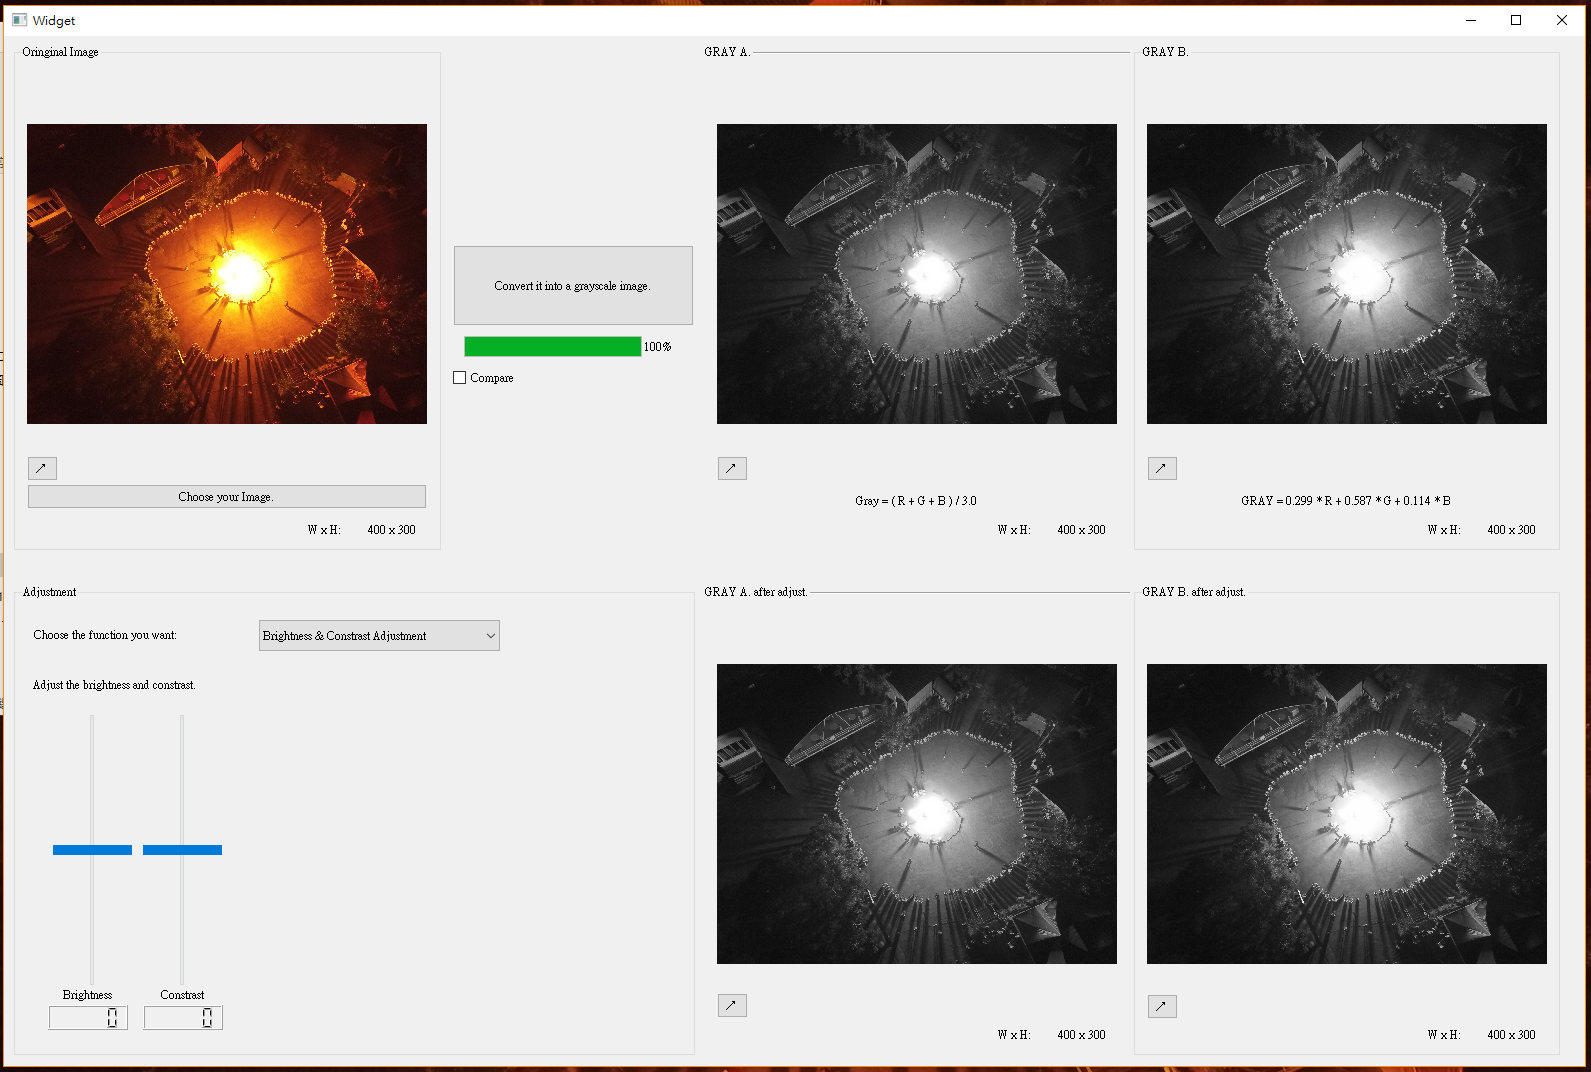 Widget
Oringinal Image
GRAY A.
GRAY B.
Convert it into a grayscale image.
100%
Compare
Choose your Image.
W x H: 400 x 300
Gray = ( R + G + B ) / 3.0
W x H: 400 x 300
GRAY = 0.299 * R + 0.587 * G + 0.114 * B
W x H: 400 x 300
Adjustment
Choose the function you want:
Brightness & Constrast Adjustment
Adjust the brightness and constrast.
Brightness
Constrast
0
0
GRAY A. after adjust.
W x H: 400 x 300
GRAY B. after adjust.
W x H: 400 x 300